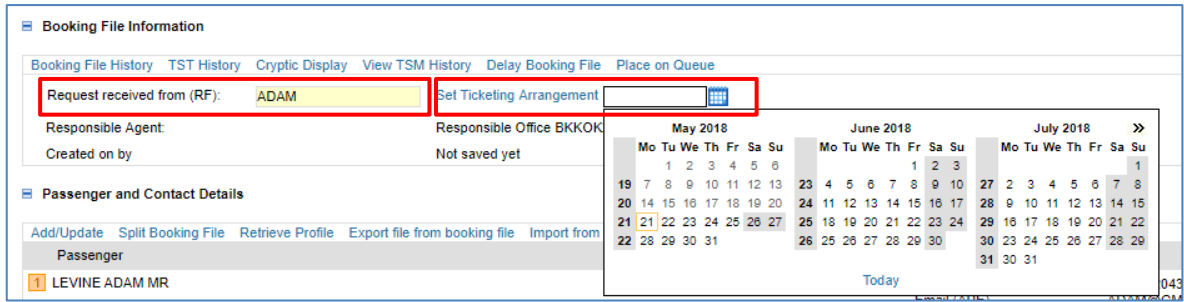 Booking File Information
Booking File History TST History Cryptic Display View TSM History Delay Booking File Place on Queue
Request received from (RF): ADAM Set Ticketing Arrangement
Responsible Agent: Responsible Office BKKOK
Created on by Not saved yet
May 2018 June 2018 July 2018 »
Mo Tu We Th Fr Sa Su Mo Tu We Th Fr Sa Su Mo Tu We Th Fr Sa Su
1 2 3 4 5 6 1 2 3 1
19 7 8 9 10 11 12 13 23 4 5 6 7 8 9 10 27 2 3 4 5 6 7 8
20 14 15 16 17 18 19 20 24 11 12 13 14 15 16 17 28 9 10 11 12 13 14 15
21 21 22 23 24 25 26 27 25 18 19 20 21 22 23 24 29 16 17 18 19 20 21 22
22 28 29 30 31 26 25 26 27 28 29 30 30 23 24 25 26 27 28 29
31 30 31
Today
Passenger and Contact Details
Add/Update Split Booking File Retrieve Profile Export file from booking file Import from
Passenger
1 LEVINE ADAM MR 043